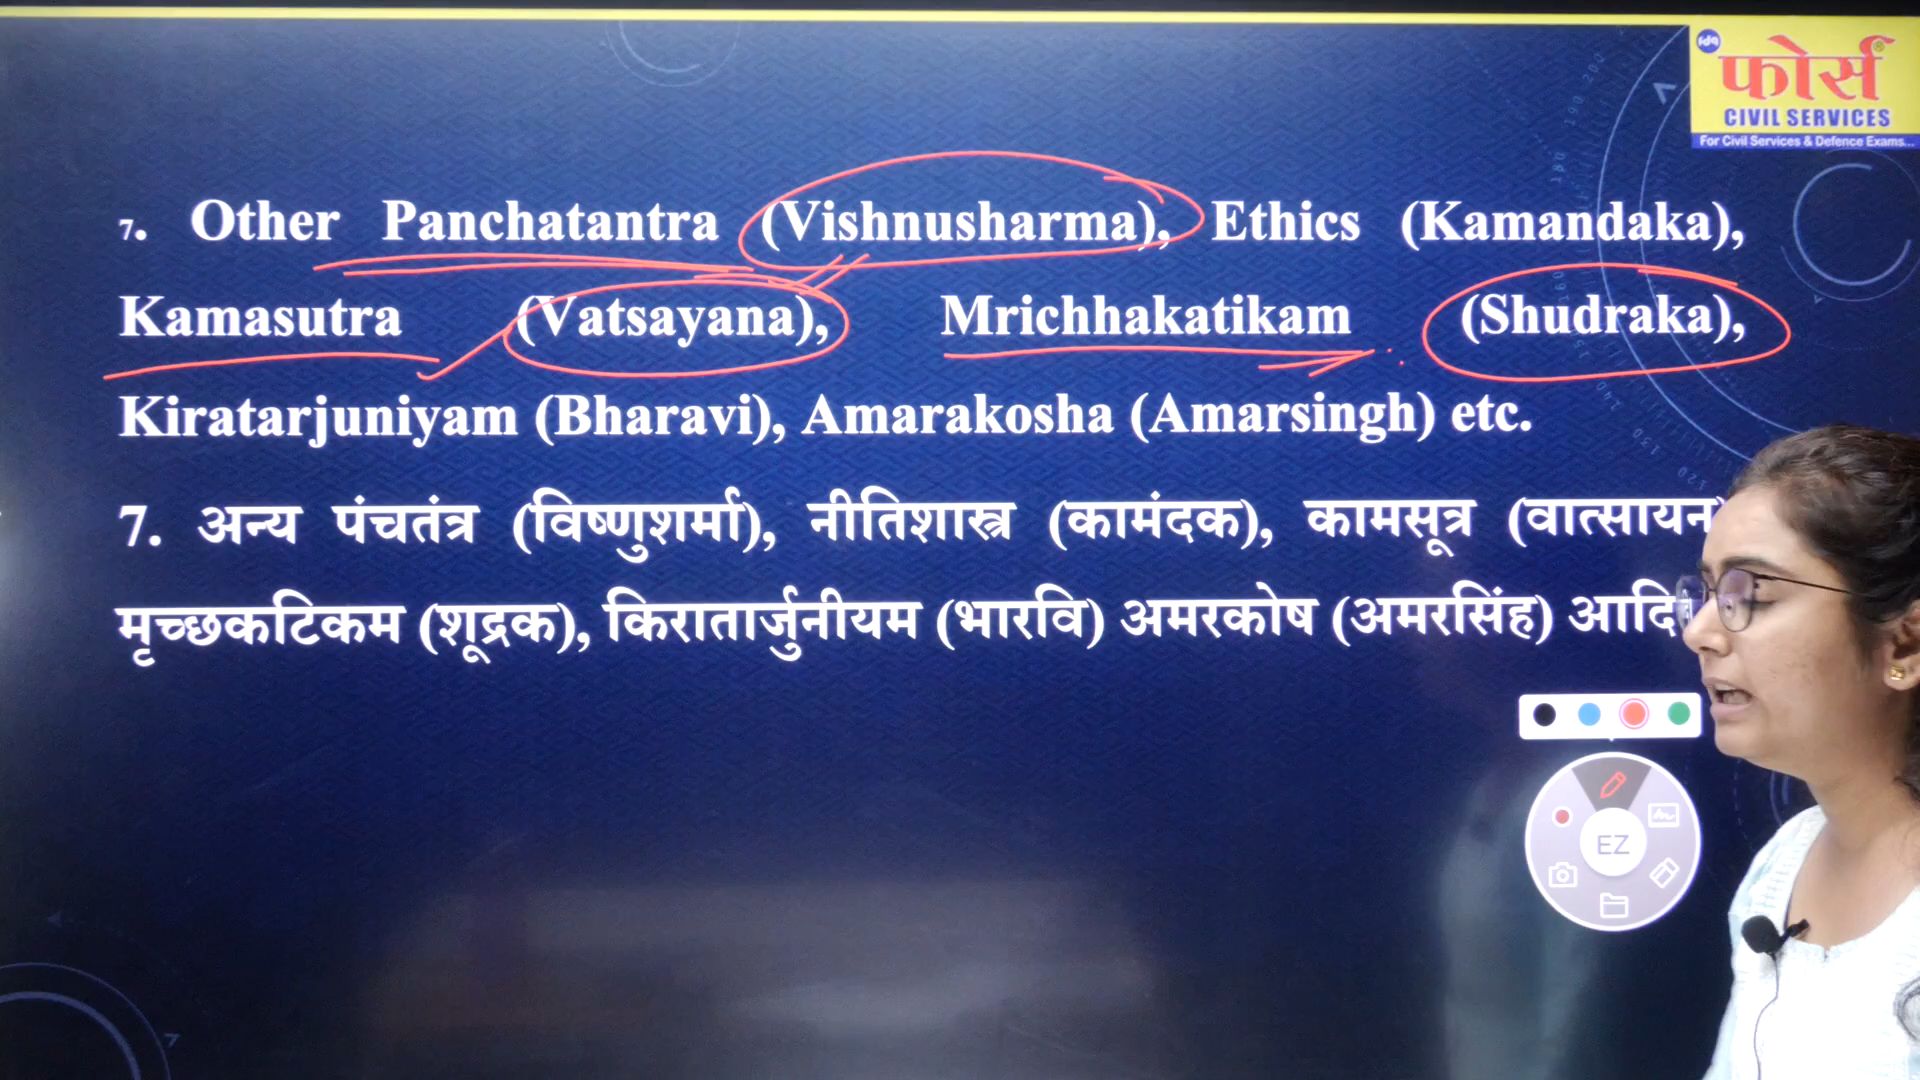 fdq
फोर्स®
CIVIL SERVICES
For Civil Services & Defence Exams...
7. Other Panchatantra (Vishnusharma), Ethics (Kamandaka),
Kamasutra (Vatsayana), Mrichhakatikam (Shudraka),
Kiratarjuniyam (Bharavi), Amarakosha (Amarsingh) etc.
7. अन्य पंचतंत्र (विष्णुशर्मा), नीतिशास्त्र (कामंदक), कामसूत्र (वात्सायन
मृच्छकटिकम (शूद्रक), किरातार्जुनीयम (भारवि) अमरकोष (अमरसिंह) आदि
EZ